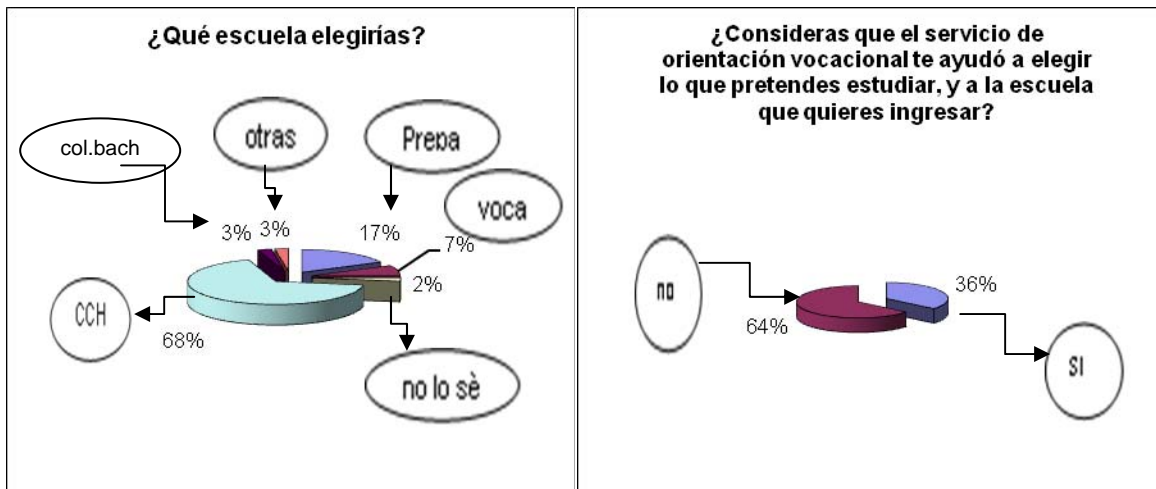 ¿Qué escuela elegirías?
col.bach
otras
Prepa
voca
3%
3%
17%
7%
2%
CCH
68%
no lo sè
¿Consideras que el servicio de
orientación vocacional te ayudó a elegir
lo que pretendes estudiar, y a la escuela
que quieres ingresar?
no
36%
64%
SI